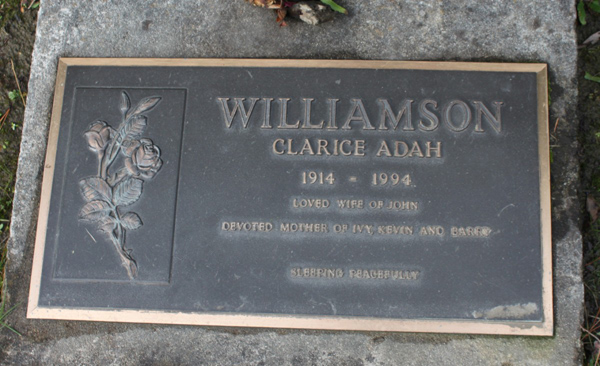 WILLIAMSON
CLARICE ADAH
1914 - 1994
LOVED WIFE OF JOHN
DEVOTED MOTHER OF IVY, KEVIN AND BARRY
SLEEPING PEACEFULLY